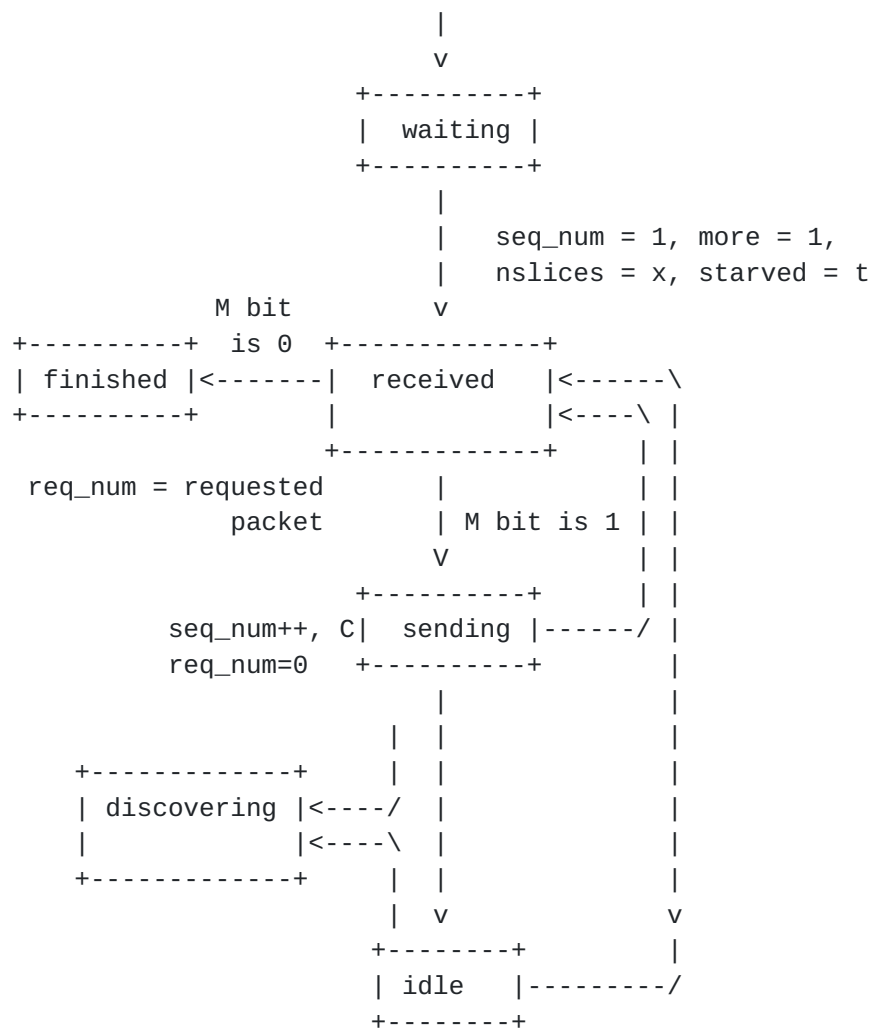 |
                            v
                       +----------+
                       |  waiting |
                       +----------+
                            |
                            |   seq_num = 1, more = 1,
                            |   nslices = x, starved = t
             M bit          v
+----------+  is 0  +-------------+
| finished |<-------|  received   |<------\
+----------+        |             |<----\ |
                    +-------------+     | |
 req_num = requested        |           | |
              packet        | M bit is 1 | |
                            V            | |
                       +----------+      | |
          seq_num++, C|  sending |------/ |
          req_num=0   +----------+        |
                            |              |
                         |  |              |
    +-------------+      |  |              |
    | discovering |<----/   |              |
    |             |<----\   |              |
    +-------------+      |  |              |
                         |  v              v
                        +--------+         |
                        | idle   |---------/
                        +--------+